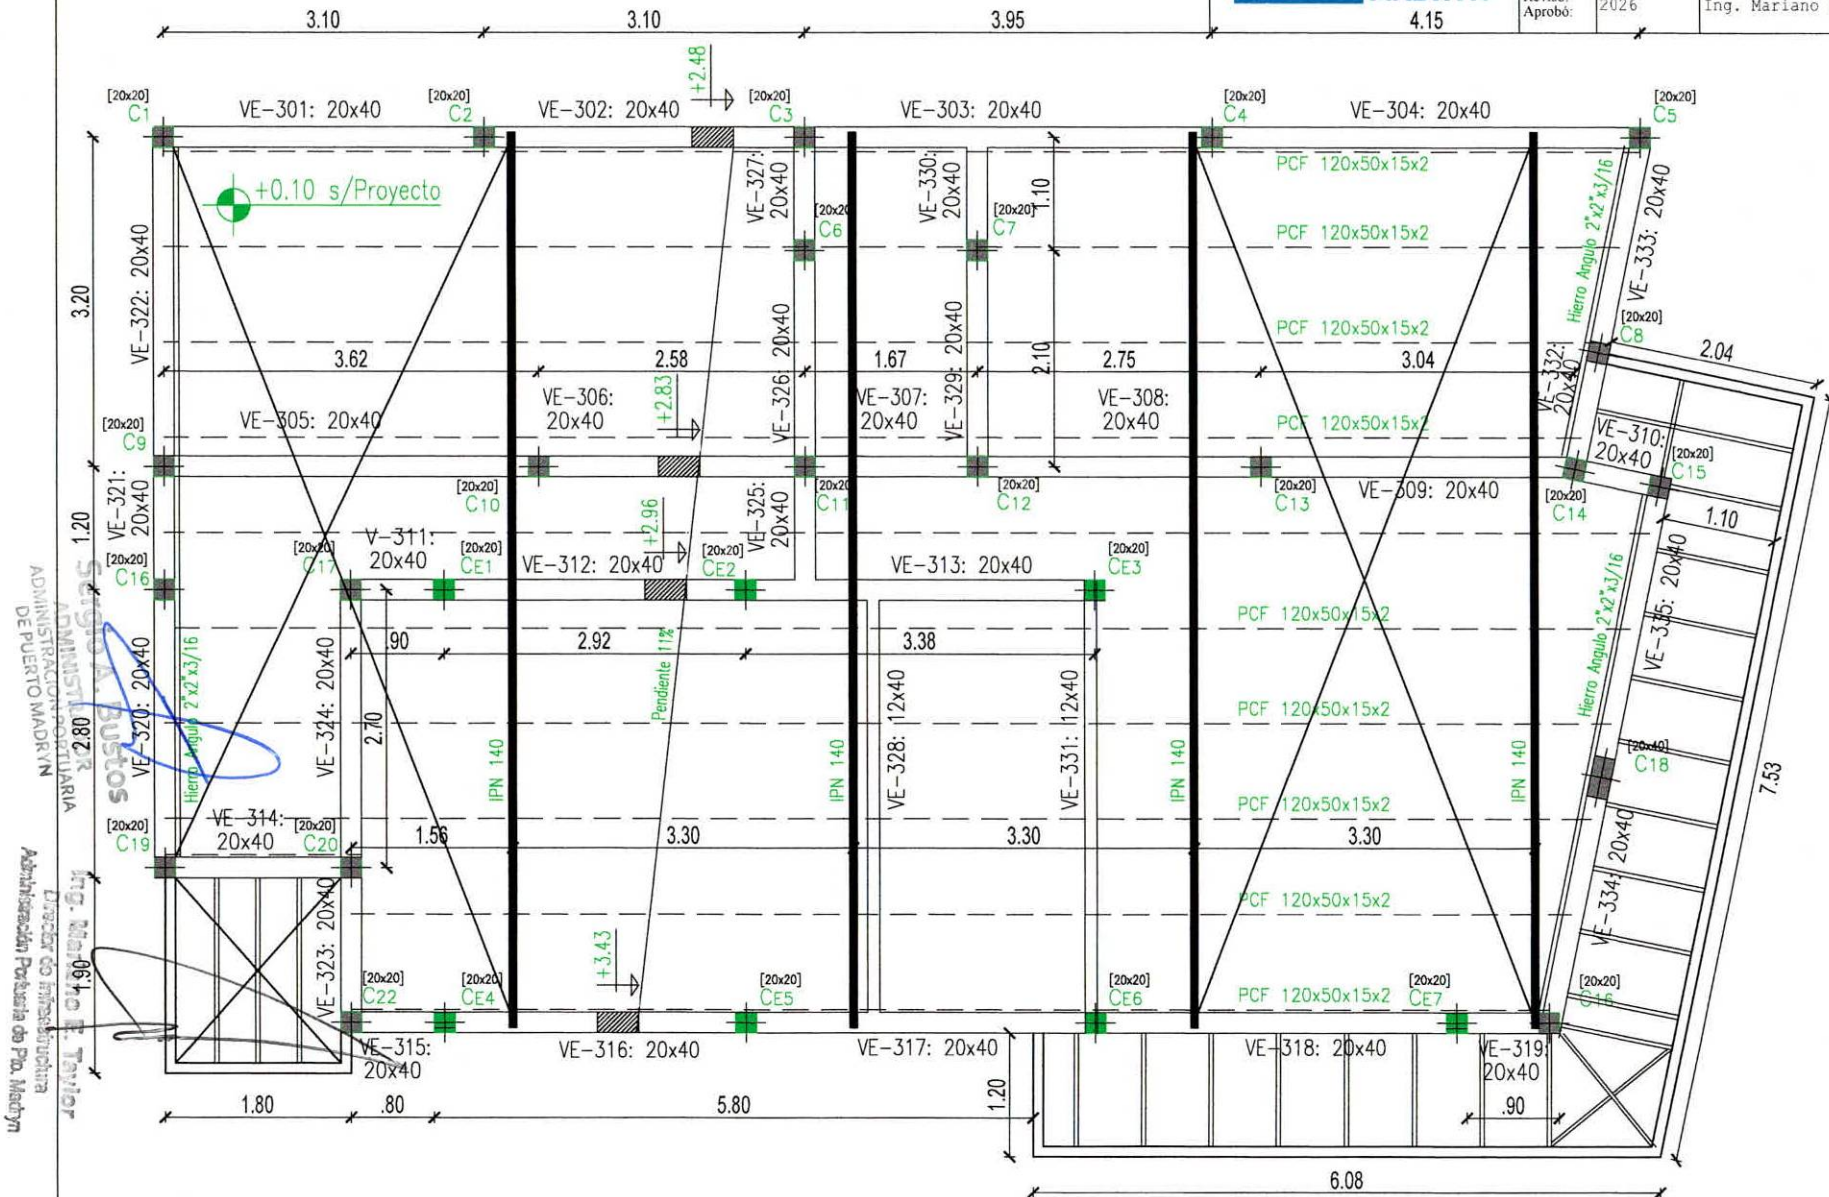 2026
Ing. Mariano
Aprobó:
3.10
3.10
3.95
4.15
+2.48
[20x20]
C1
VE-301: 20x40
[20x20]
C2
VE-302: 20x40
[20x20]
C3
VE-303: 20x40
[20x20]
C4
VE-304: 20x40
[20x20]
C5
+0.10 s/Proyecto
VE-322: 20x40
VE-327:
20x40
VE-330:
20x40
1.10
[20x20]
C6
[20x20]
C7
PCF 120x50x15x2
PCF 120x50x15x2
PCF 120x50x15x2
PCF 120x50x15x2
Hierro Angulo 2"x2"x3/16
VE-333: 20x40
[20x20]
C8
2.04
3.20
3.62
2.58
1.67
2.75
3.04
2.10
VE-326: 20x40
VE-329: 20x40
VE-332:
20x40
+2.83
VE-305: 20x40
VE-306:
20x40
VE-307:
20x40
VE-308:
20x40
VE-310:
20x40
[20x20]
C9
[20x20]
C10
[20x20]
C11
[20x20]
C12
[20x20]
C13
VE-309: 20x40
[20x20]
C14
[20x20]
C15
1.10
VE-321:
20x40
1.20
VE-325:
20x40
+2.96
[20x20]
C16
[20x20]
C17
V-311:
20x40
[20x20]
CE1
VE-312: 20x40
[20x20]
CE2
VE-313: 20x40
[20x20]
CE3
VE-335: 20x40
Hierro Angulo 2"x2"x3/16
.90
2.92
3.38
PCF 120x50x15x2
PCF 120x50x15x2
PCF 120x50x15x2
PCF 120x50x15x2
PCF 120x50x15x2
Pendiente 11%
VE-320: 20x40
Hierro Angulo 2"x2"x3/16
VE-324: 20x40
2.70
2.80
IPN 140
IPN 140
VE-328: 12x40
VE-331: 12x40
IPN 140
IPN 140
[20x40]
C18
7.53
[20x20]
C19
VE-314:
20x40
[20x20]
C20
1.56
3.30
3.30
3.30
VE-334: 20x40
+3.43
VE-323: 20x40
1.90
[20x20]
C22
[20x20]
CE4
[20x20]
CE5
[20x20]
CE6
CE7
[20x20]
C16
VE-315:
20x40
VE-316: 20x40
VE-317: 20x40
VE-318: 20x40
VE-319:
20x40
1.20
1.80
.80
5.80
.90
6.08
Sergio A. Bustos
ADMINISTRADOR
ADMINISTRACION PORTUARIA
DE PUERTO MADRYN
Ing. Mariano E. Taylor
Director de Infraestructura
Administración Portuaria de Pto. Madryn